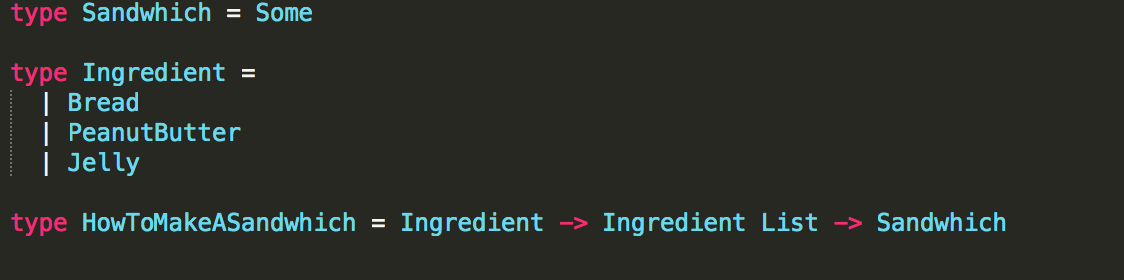 type Sandwhich = Some
type Ingredient =
| Bread
| PeanutButter
| Jelly
type HowToMakeASandwhich = Ingredient -> Ingredient List -> Sandwhich